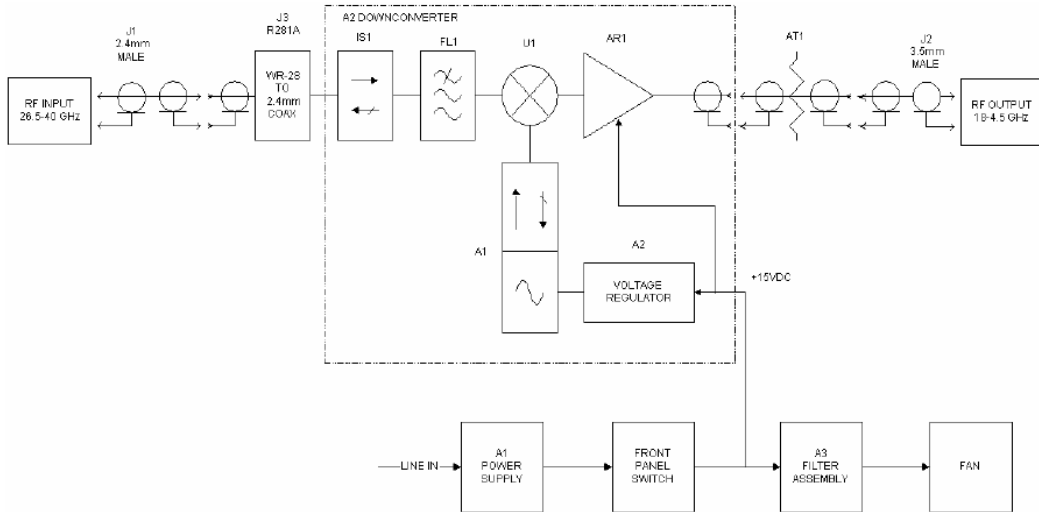 J1
2.4mm
MALE
J3
R281A
A2 DOWNCONVERTER
IS1
FL1
U1
AR1
AT1
J2
3.5mm
MALE
RF INPUT
26.5-40 GHz
WR-28
TO
2.4mm
COAX
RF OUTPUT
18-4.5 GHz
A1
A2
VOLTAGE
REGULATOR
+15VDC
LINE IN
A1
POWER
SUPPLY
FRONT
PANEL
SWITCH
A3
FILTER
ASSEMBLY
FAN